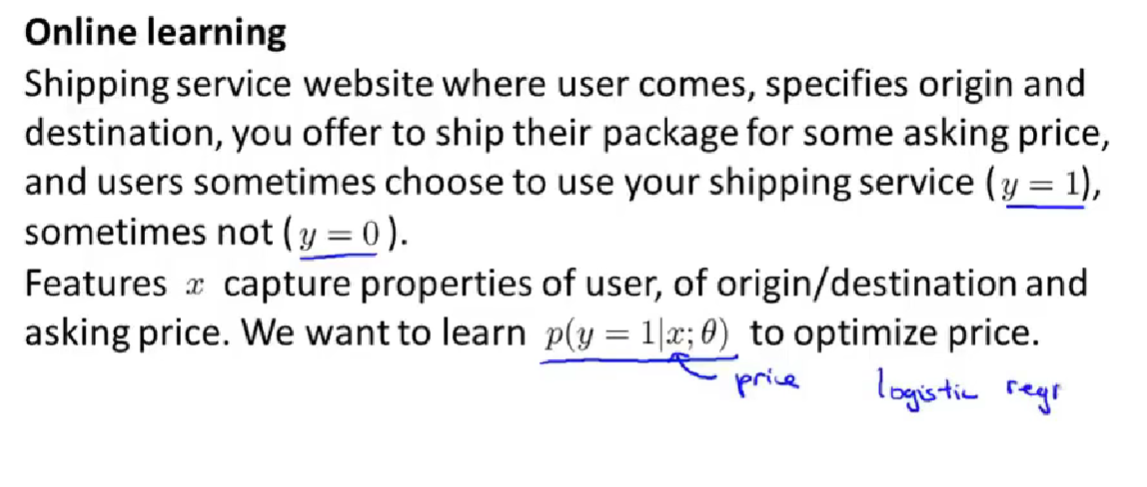 Online learning
Shipping service website where user comes, specifies origin and
destination, you offer to ship their package for some asking price,
and users sometimes choose to use your shipping service (y = 1),
sometimes not (y = 0).
Features x capture properties of user, of origin/destination and
asking price. We want to learn p(y = 1|x; θ) to optimize price.
price logistic regr